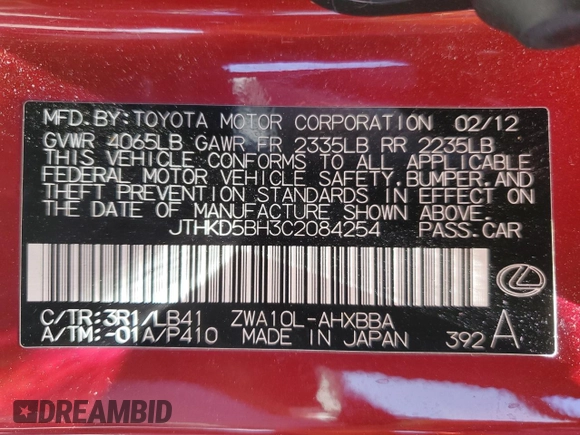 MFD. BY: TOYOTA MOTOR CORPORATION 02/12
GVWR 4065LB GAWR FR 2335LB RR 2235LB
THIS VEHICLE CONFORMS TO ALL APPLICABLE
FEDERAL MOTOR VEHICLE SAFETY, BUMPER, AND
THEFT PREVENTION STANDARDS IN EFFECT ON
THE DATE OF MANUFACTURE SHOWN ABOVE.
JTHKD5BH3C2084254 PASS. CAR
C/TR: 3R1/LB41 ZWA10L-AHXBBA
A/TM: -01A/P410 MADE IN JAPAN 392 A
DREAMBID